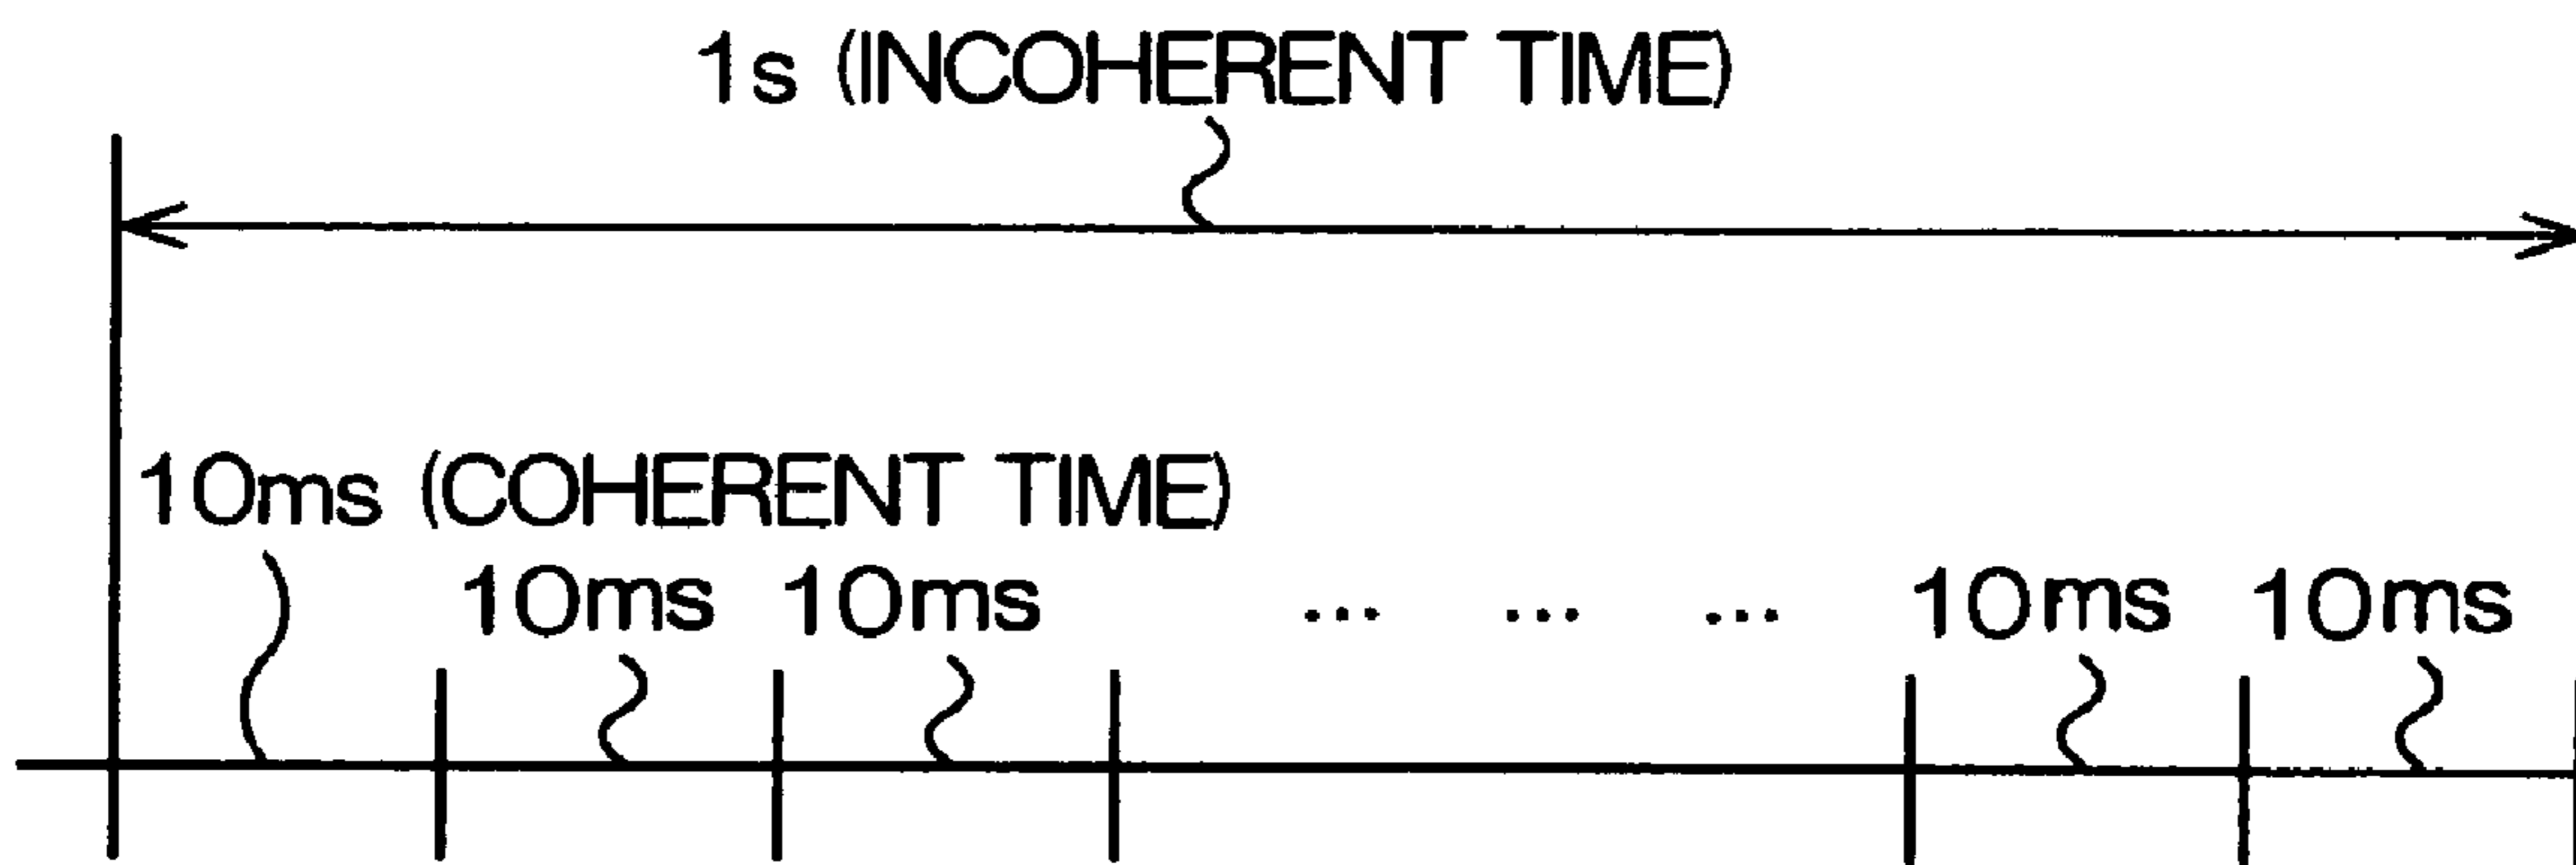 1s (INCOHERENT TIME)
10ms (COHERENT TIME)
10ms 10ms ... ... ... 10ms 10ms